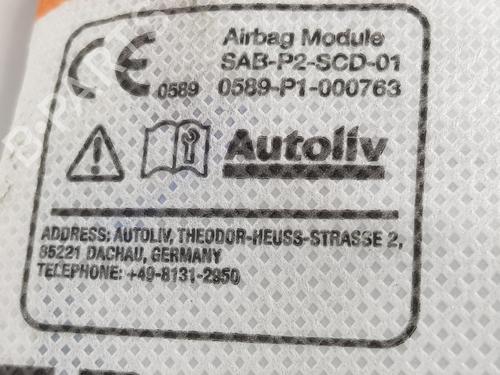 Airbag Module
SAB-P2-SCD-01
CE 0589 0589-P1-000763
Autoliv
ADDRESS: AUTOLIV, THEODOR-HEUSS-STRASSE 2,
85221 DACHAU, GERMANY
TELEPHONE: +49-8131-2950